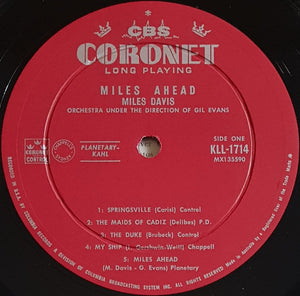 CBS
CORONET
LONG PLAYING
MILES AHEAD
MILES DAVIS
ORCHESTRA UNDER THE DIRECTION OF GIL EVANS
CORONET
CONTROL
PLANETARY-
KAHL
SIDE ONE
KLL-1714
MX135590
1: SPRINGSVILLE (Carisi) Control
2: THE MAIDS OF CADIZ (Delibes) P.D.
3: THE DUKE (Brubeck) Control
4: MY SHIP (I. Gershwin-Weill) Chappell
5: MILES AHEAD
(M. Davis - G. Evans) Planetary